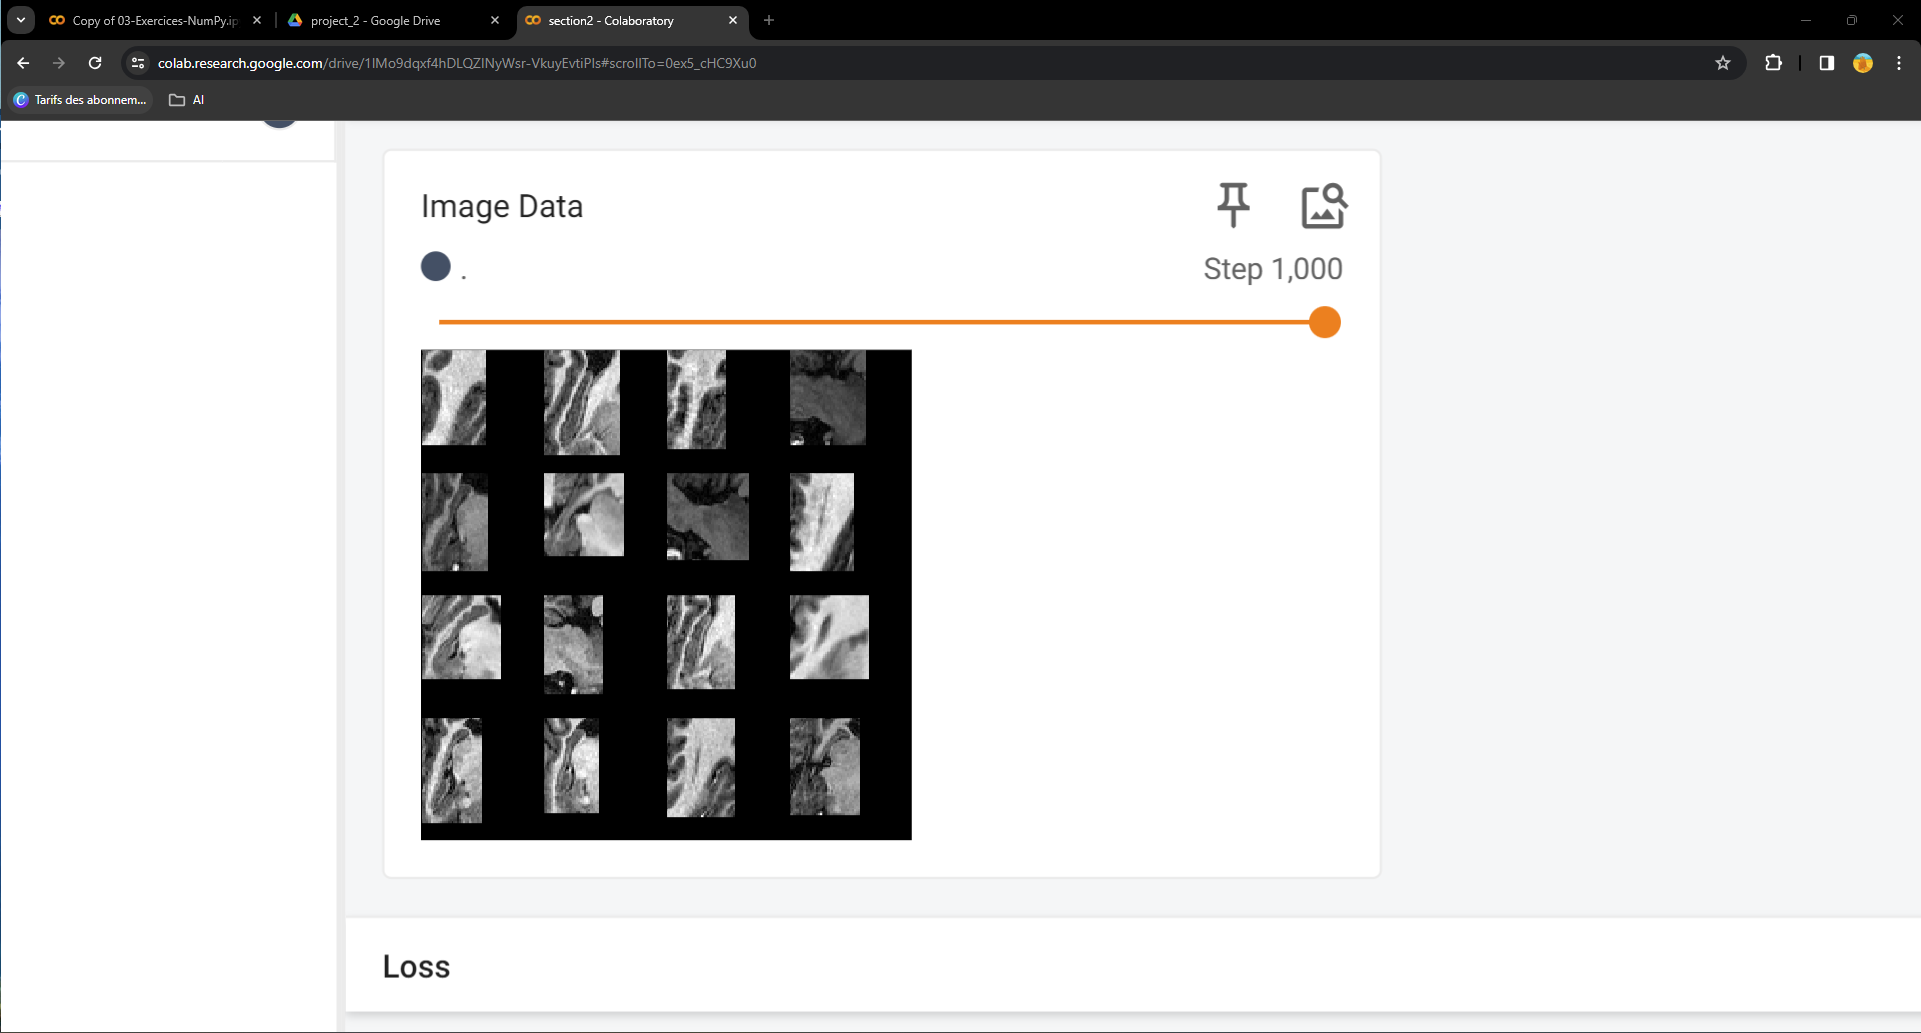 Copy of 03-Exercices-NumPy.ip
project_2 - Google Drive
section2 - Colaboratory
colab.research.google.com/drive/1IMo9dqxf4hDLQZINyWsr-VkuyEvtiPIs#scrollTo=0ex5_cHC9Xu0
Tarifs des abonnem...
AI
Image Data
.
Step 1,000
Loss